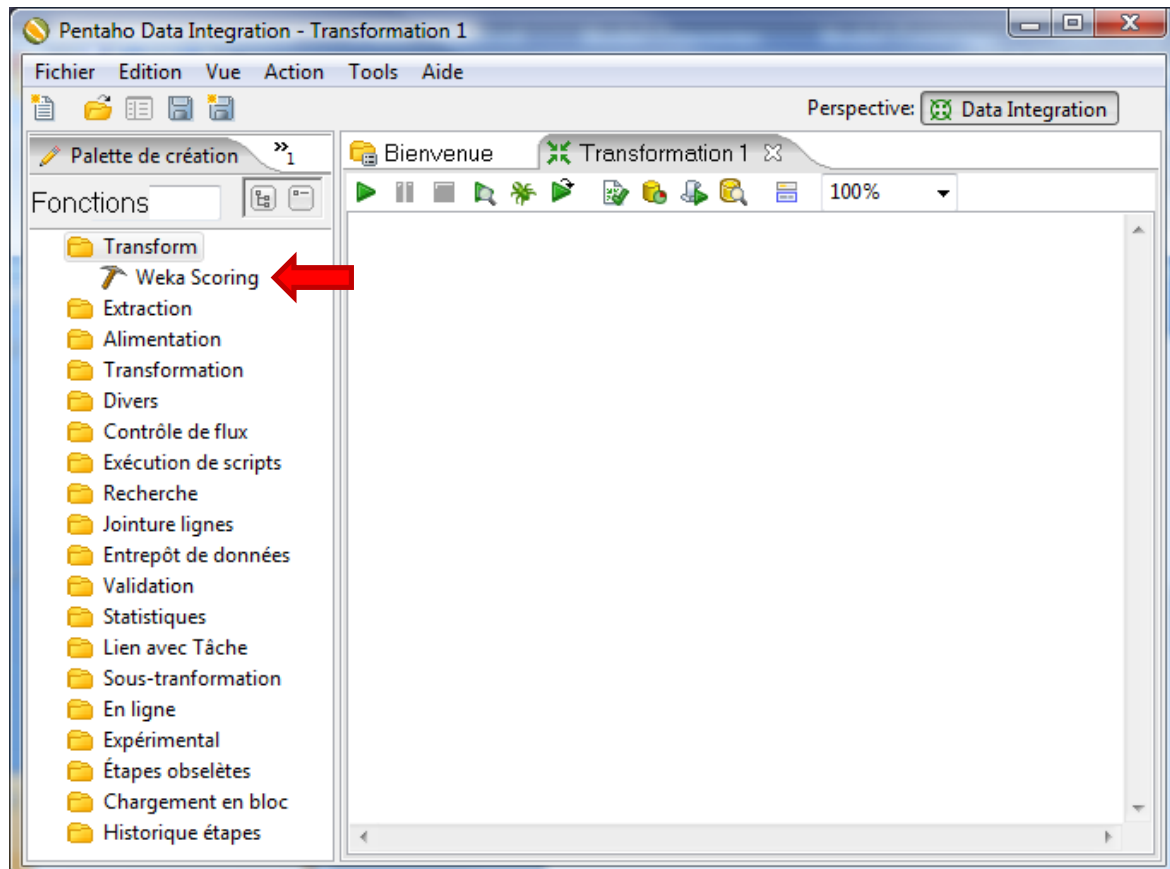 Pentaho Data Integration - Transformation 1
Fichier Edition Vue Action Tools Aide
Perspective: Data Integration
Palette de création »1
Bienvenue Transformation 1
Fonctions
100%
Transform
Weka Scoring
Extraction
Alimentation
Transformation
Divers
Contrôle de flux
Exécution de scripts
Recherche
Jointure lignes
Entrepôt de données
Validation
Statistiques
Lien avec Tâche
Sous-tranformation
En ligne
Expérimental
Étapes obselètes
Chargement en bloc
Historique étapes